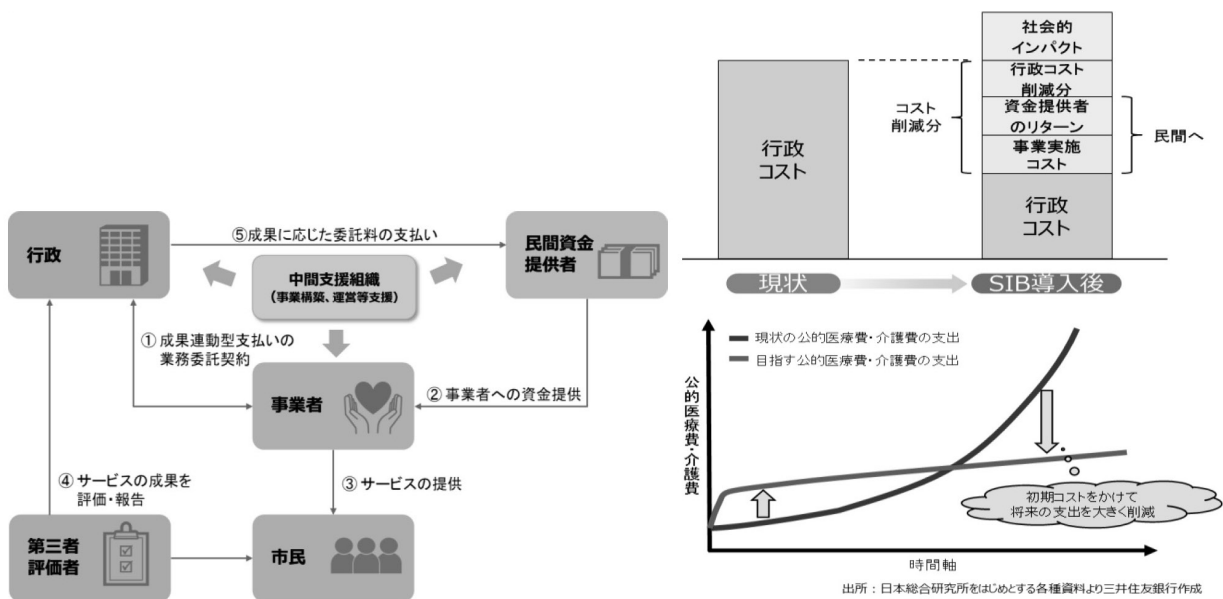 行政
⑤成果に応じた委託料の支払い
民間資金
提供者
中間支援組織
（事業構築、運営等支援）
① 成果連動型支払いの
業務委託契約
事業者
② 事業者への資金提供
④ サービスの成果を
評価・報告
③ サービスの提供
第三者
評価者
市民
社会的
インパクト
行政コスト
削減分
資金提供者
のリターン
事業実施
コスト
行政
コスト
コスト
削減分
民間へ
行政
コスト
現状
SIB導入後
現状の公的医療費・介護費の支出
目指す公的医療費・介護費の支出
公的医療費・介護費
初期コストをかけて
将来の支出を大きく削減
時間軸
出所：日本総合研究所をはじめとする各種資料より三井住友銀行作成